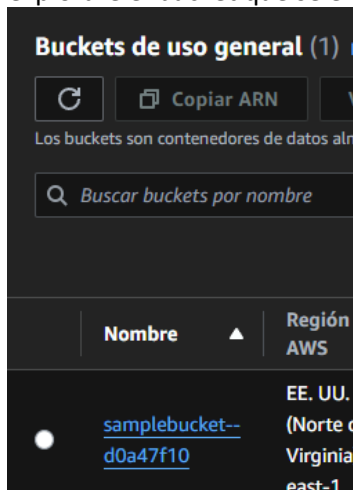 Buckets de uso general (1)
Copiar ARN
Los buckets son contenedores de datos
Buscar buckets por nombre
Nombre
Región
AWS
samplebucket--
d0a47f10
EE. UU.
(Norte
Virginia
east-1